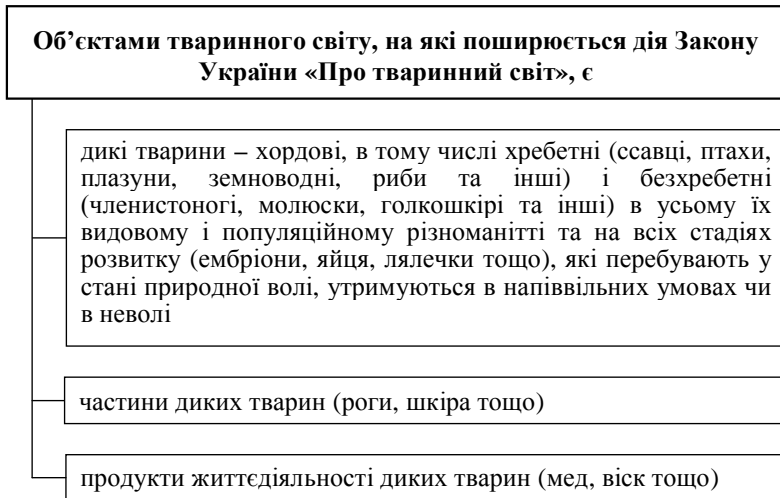 Об’єктами тваринного світу, на які поширюється дія Закону
України «Про тваринний світ», є
дикі тварини – хордові, в тому числі хребетні (ссавці, птахи,
плазуни, земноводні, риби та інші) і безхребетні
(членистоногі, молюски, голкошкірі та інші) в усьому їх
видовому і популяційному різноманітті та на всіх стадіях
розвитку (ембріони, яйця, лялечки тощо), які перебувають у
стані природної волі, утримуються в напіввільних умовах чи
в неволі
частини диких тварин (роги, шкіра тощо)
продукти життєдіяльності диких тварин (мед, віск тощо)